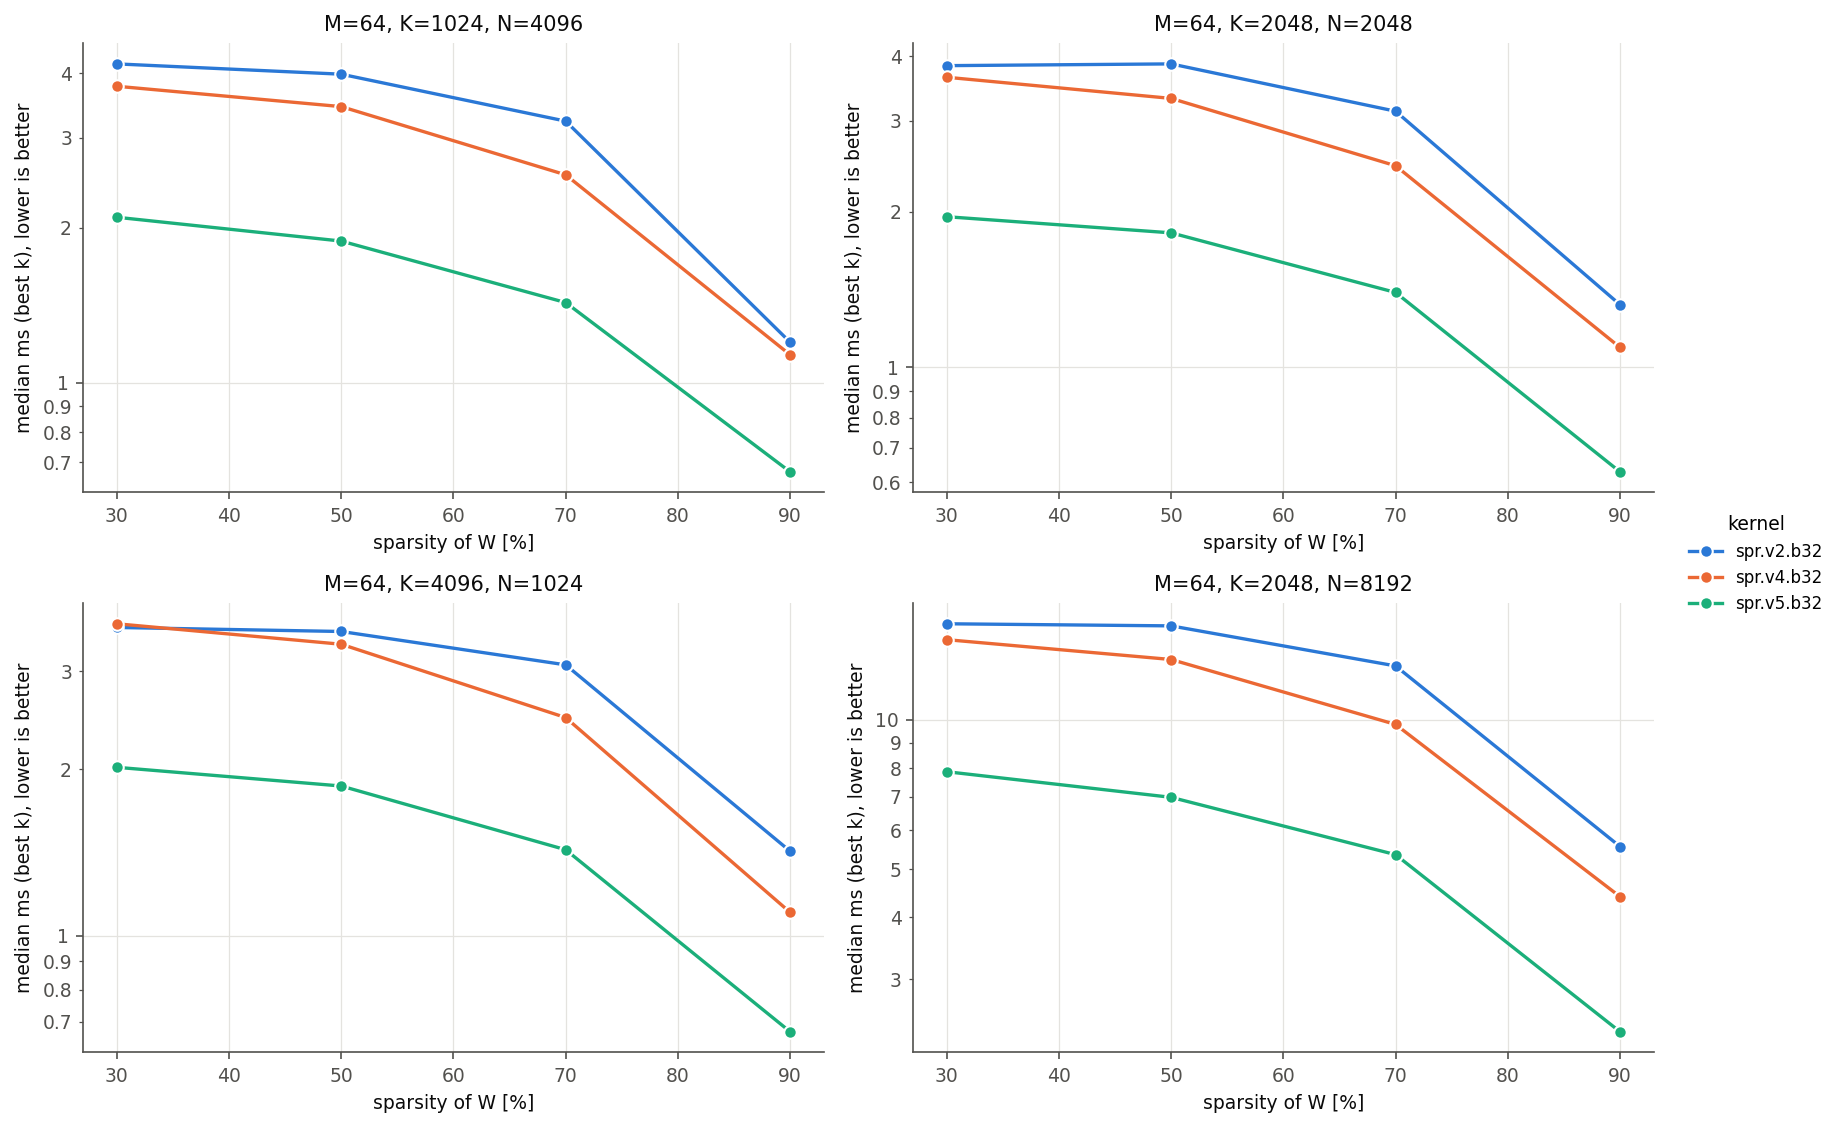 M=64, K=1024, N=4096
median ms (best k), lower is better
4
3
2
1
0.9
0.8
0.7
30 40 50 60 70 80 90
sparsity of W [%]
M=64, K=2048, N=2048
median ms (best k), lower is better
4
3
2
1
0.9
0.8
0.7
0.6
30 40 50 60 70 80 90
sparsity of W [%]
M=64, K=4096, N=1024
median ms (best k), lower is better
3
2
1
0.9
0.8
0.7
30 40 50 60 70 80 90
sparsity of W [%]
M=64, K=2048, N=8192
median ms (best k), lower is better
10
9
8
7
6
5
4
3
30 40 50 60 70 80 90
sparsity of W [%]
kernel
spr.v2.b32
spr.v4.b32
spr.v5.b32